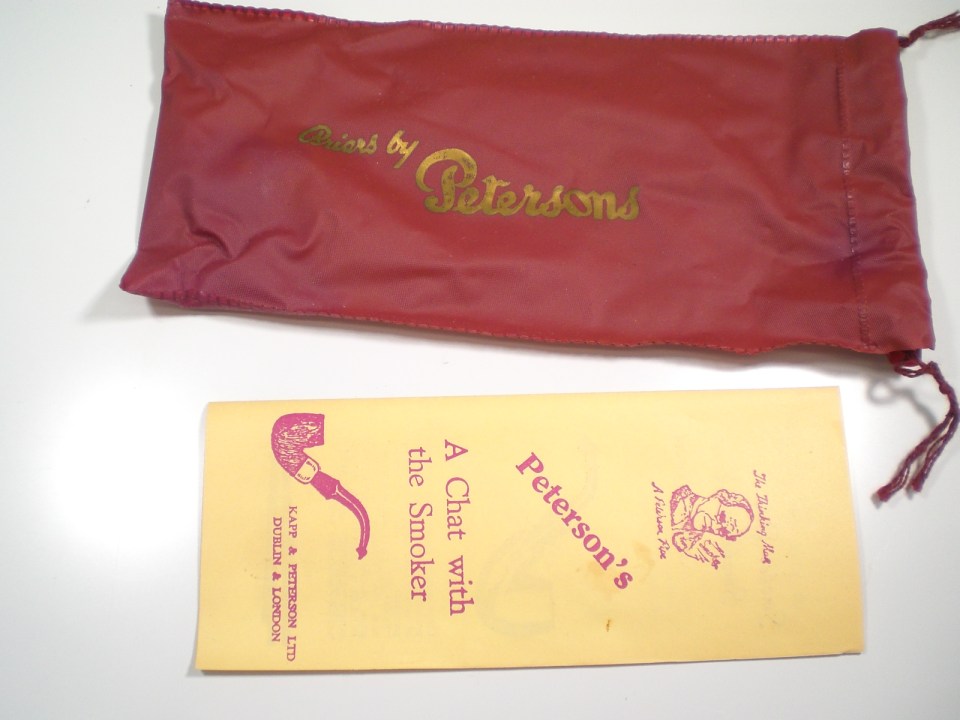 Briars by
Petersons
The Thinking Man
A Peterson Pipe
Peterson's
A Chat with
the Smoker
KAPP & PETERSON LTD
DUBLIN & LONDON